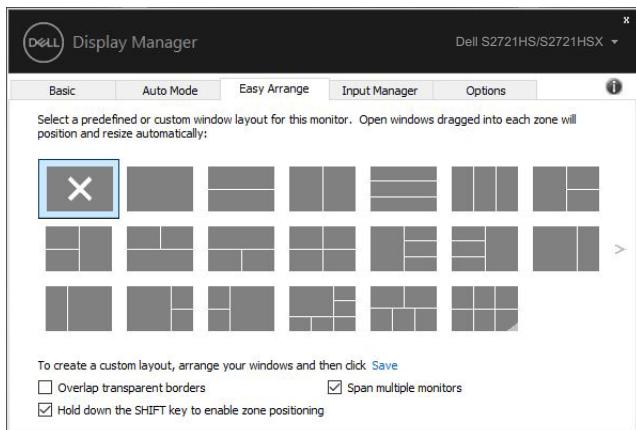 x
DELL Display Manager
Dell S2721HS/S2721HSX
Basic Auto Mode Easy Arrange Input Manager Options i
Select a predefined or custom window layout for this monitor. Open windows dragged into each zone will
position and resize automatically:
>
To create a custom layout, arrange your windows and then click Save
Overlap transparent borders Span multiple monitors
Hold down the SHIFT key to enable zone positioning